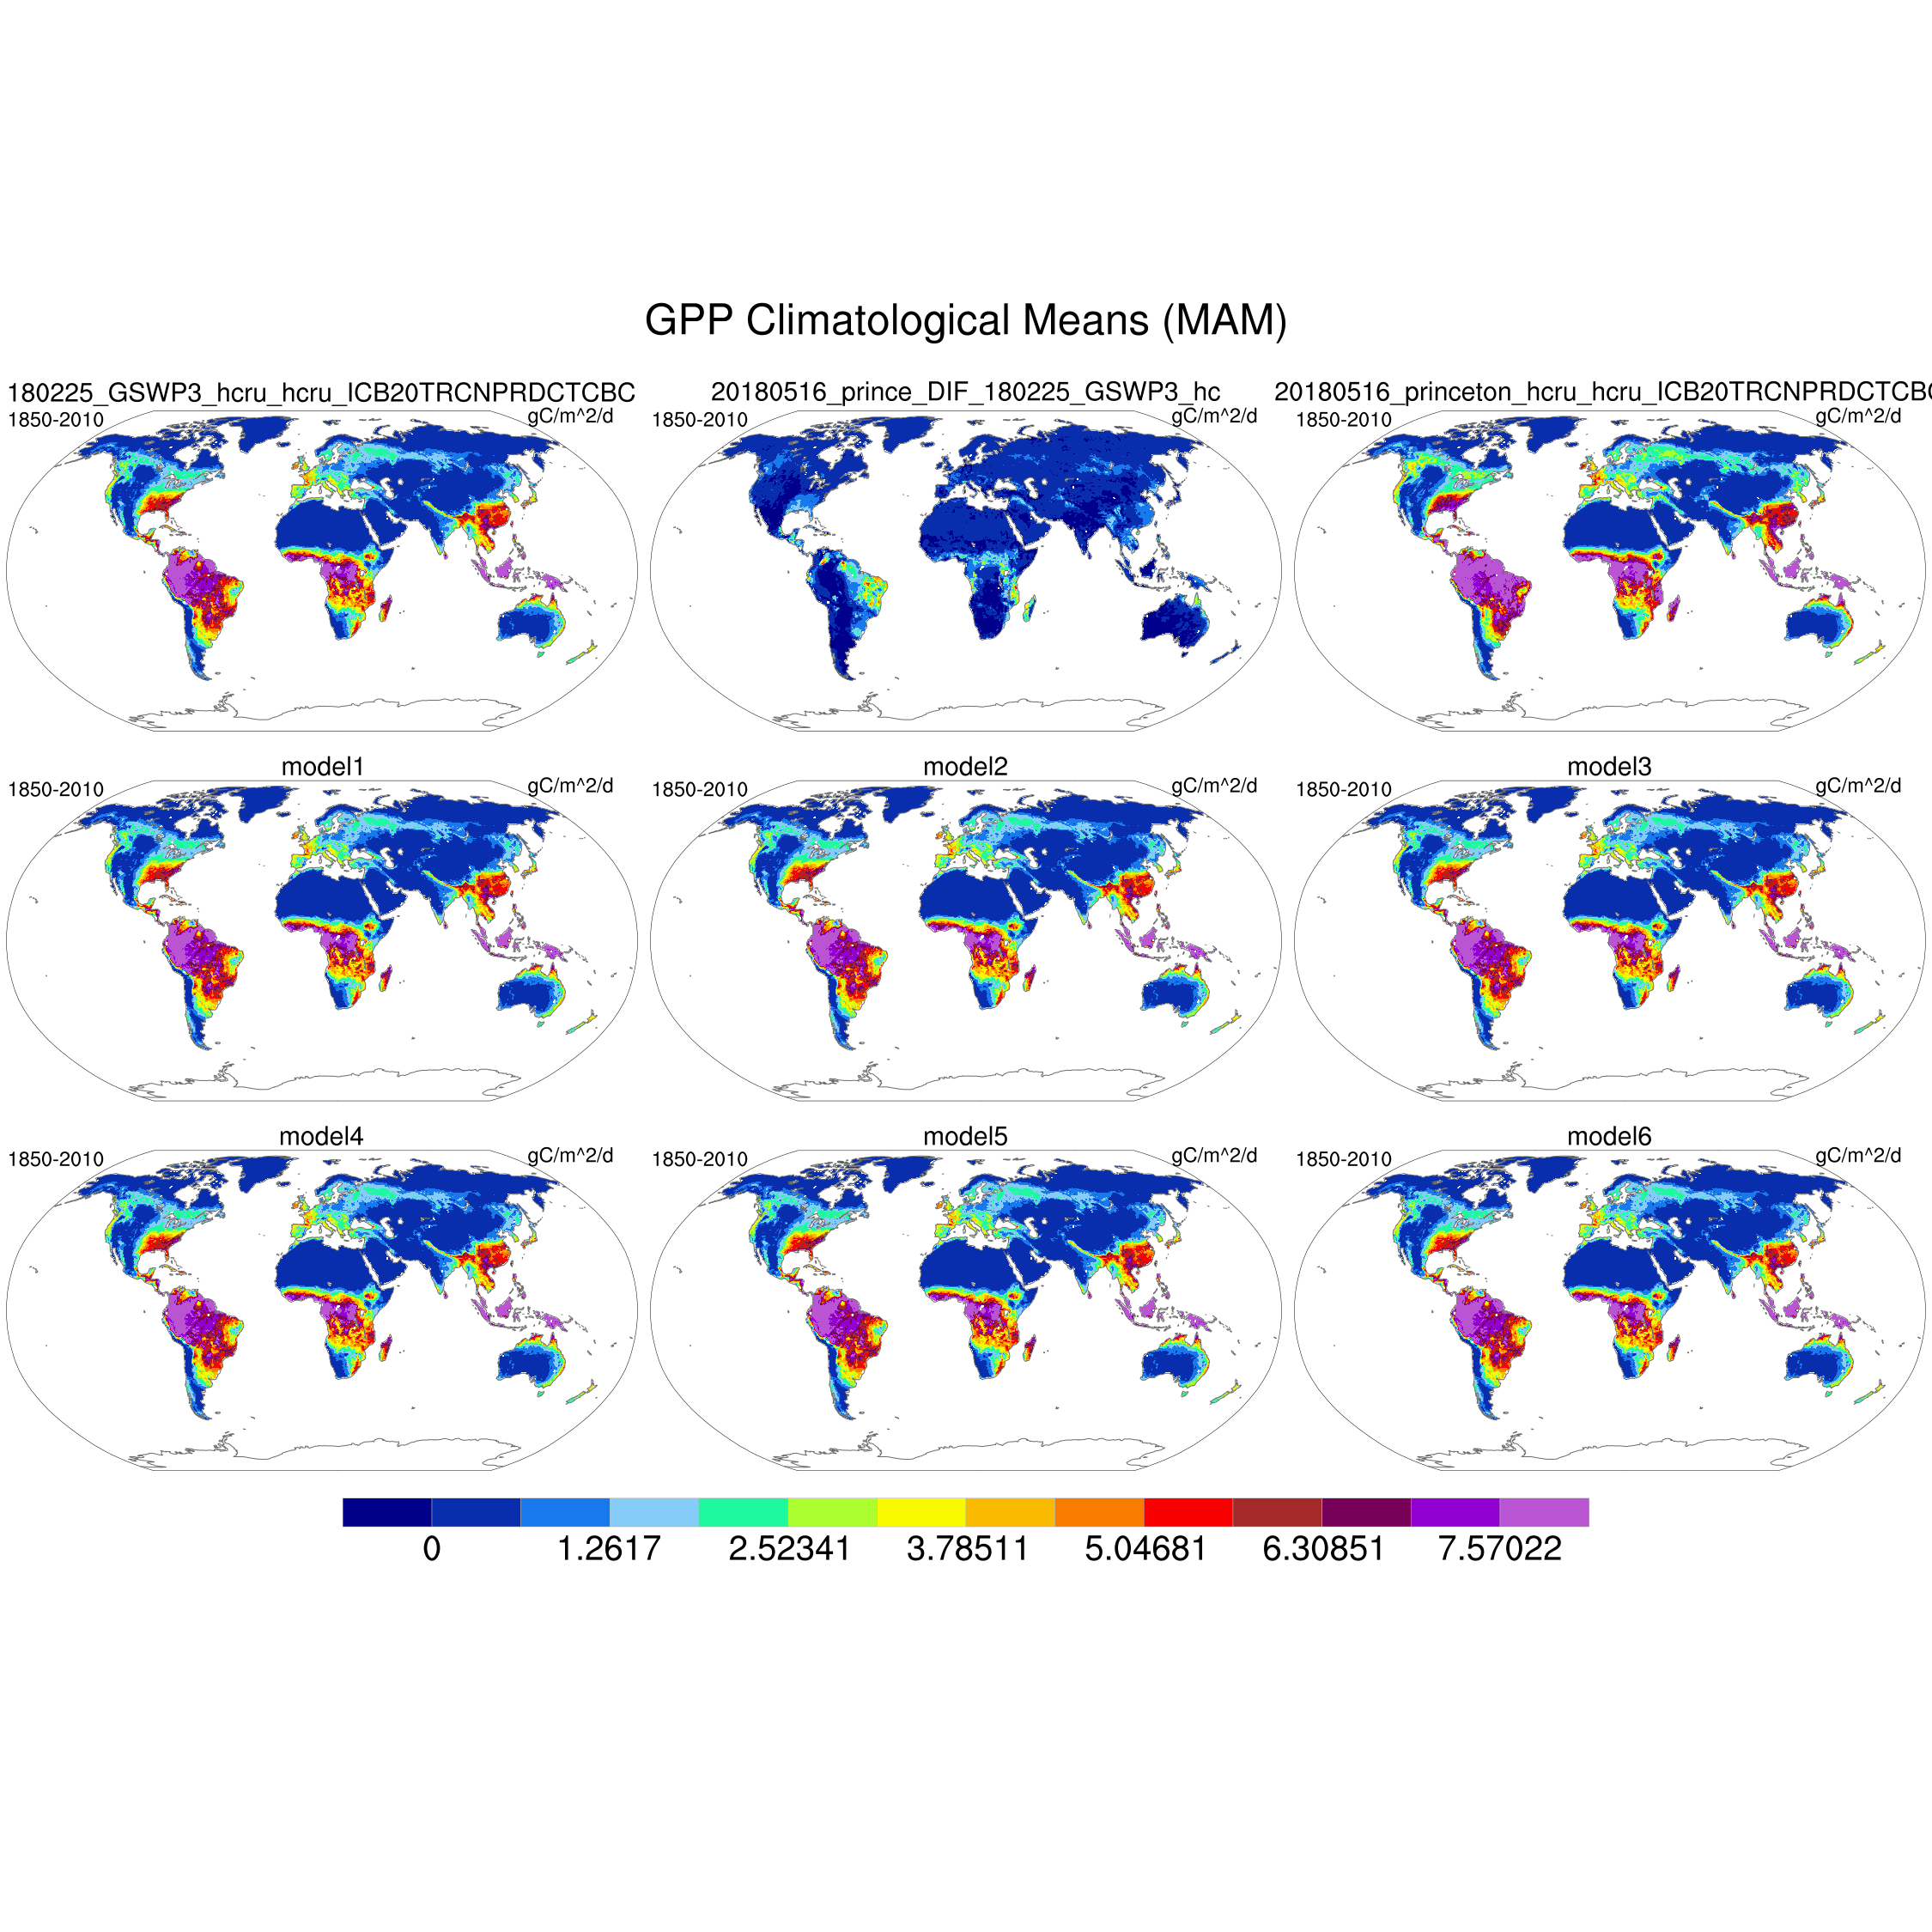 GPP Climatological Means (MAM)
180225_GSWP3_hcru_hcru_ICB20TRCNPRDCTCBC
1850-2010 gC/m^2/d
20180516_prince_DIF_180225_GSWP3_hc
1850-2010 gC/m^2/d
20180516_princeton_hcru_hcru_ICB20TRCNPRDCTCBC
1850-2010 gC/m^2/d
model1
1850-2010 gC/m^2/d
model2
1850-2010 gC/m^2/d
model3
1850-2010 gC/m^2/d
model4
1850-2010 gC/m^2/d
model5
1850-2010 gC/m^2/d
model6
1850-2010 gC/m^2/d
0 1.2617 2.52341 3.78511 5.04681 6.30851 7.57022